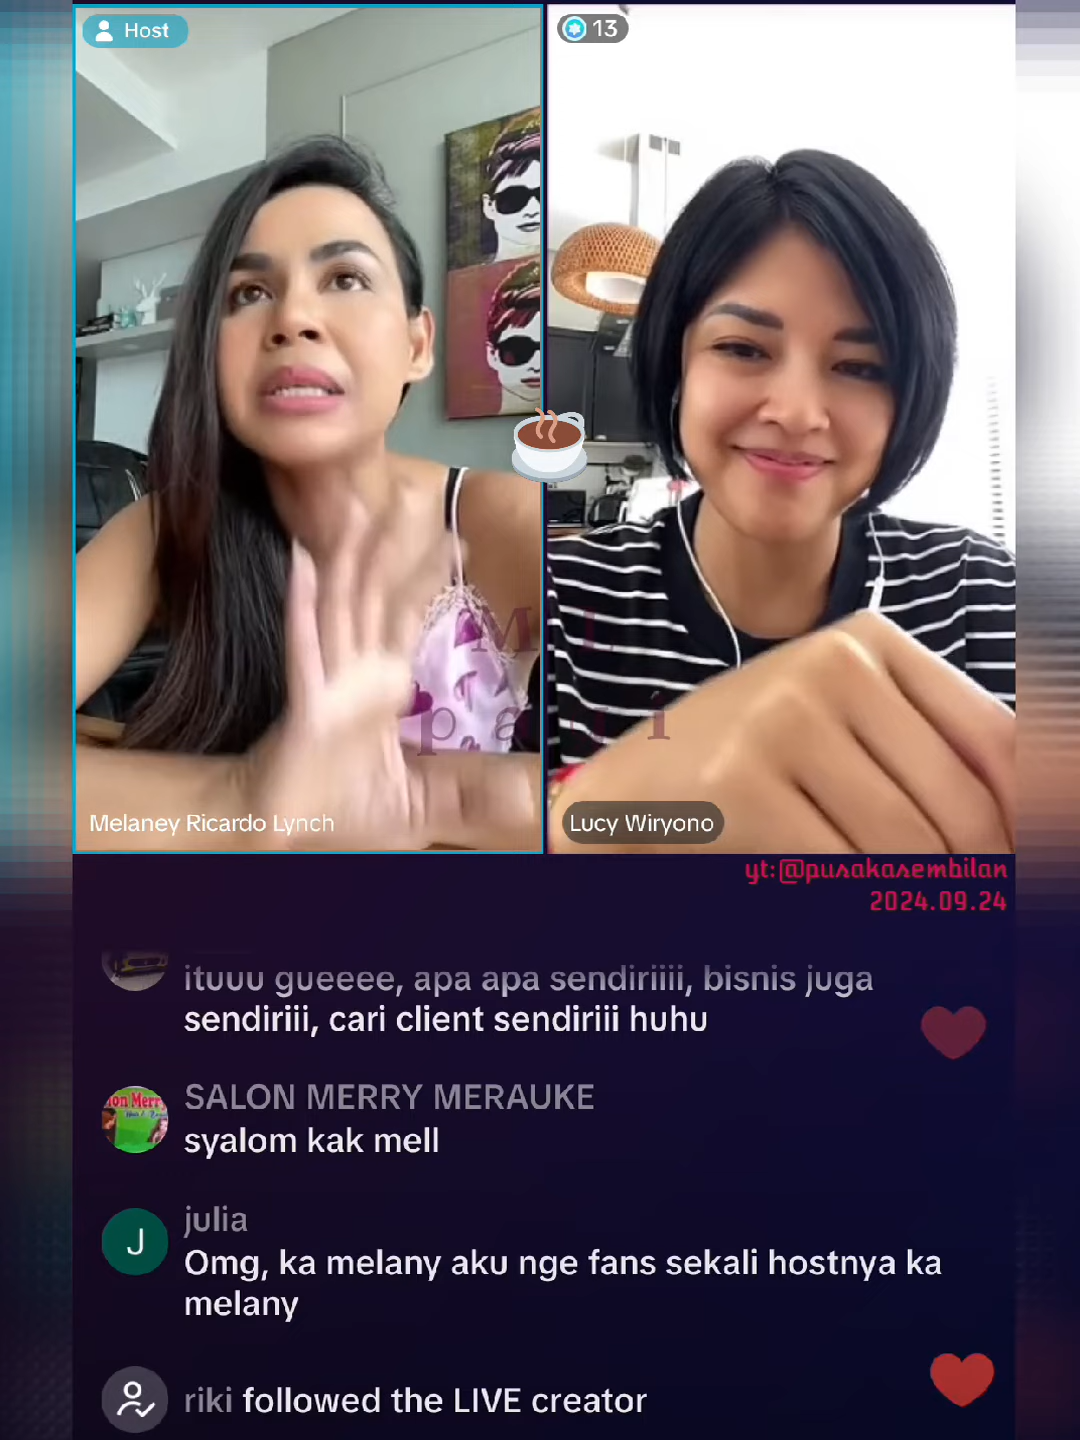 Host
13
Melaney Ricardo Lynch
Lucy Wiryono
yt:@pusakasembilan
2024.09.24
ituuu gueeee, apa apa sendiriiii, bisnis juga
sendiriii, cari client sendiriii huhu
SALON MERRY MERAUKE
syalom kak mell
J
julia
Omg, ka melany aku nge fans sekali hostnya ka
melany
riki followed the LIVE creator